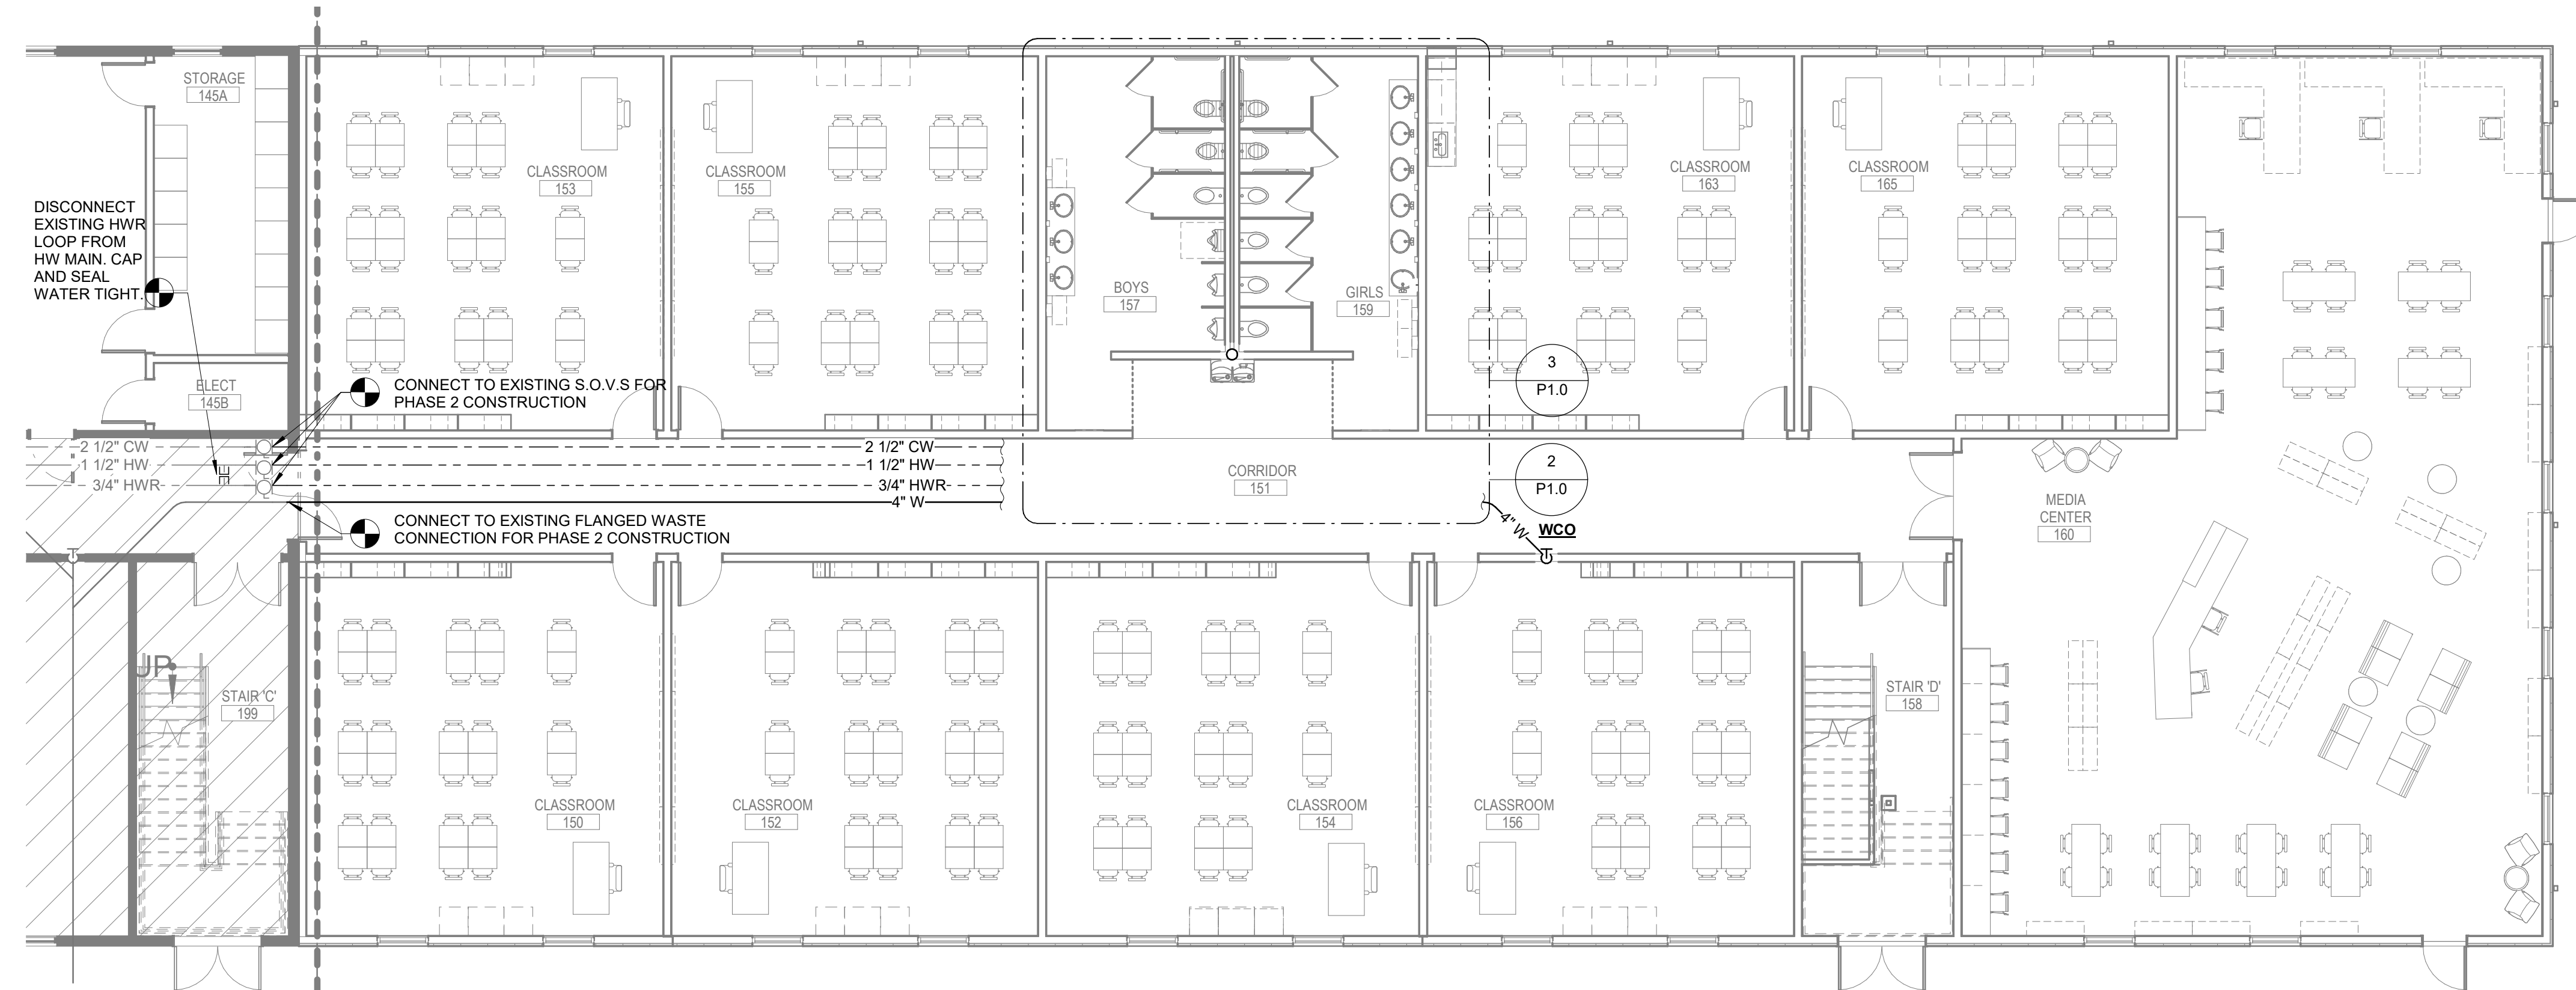 STORAGE
145A
DISCONNECT
EXISTING HWR
LOOP FROM
HW MAIN. CAP
AND SEAL
WATER TIGHT.
ELECT
145B
CLASSROOM
153
CLASSROOM
155
BOYS
157
GIRLS
159
CLASSROOM
163
CLASSROOM
165
CONNECT TO EXISTING S.O.V.S FOR
PHASE 2 CONSTRUCTION
3
P1.0
2 1/2" CW
1 1/2" HW
3/4" HWR
2 1/2" CW
1 1/2" HW
3/4" HWR
4" W
CORRIDOR
151
2
P1.0
4" W
WCO
MEDIA
CENTER
160
CONNECT TO EXISTING FLANGED WASTE
CONNECTION FOR PHASE 2 CONSTRUCTION
UP
STAIR 'C'
199
STAIR 'D'
158
CLASSROOM
150
CLASSROOM
152
CLASSROOM
154
CLASSROOM
156